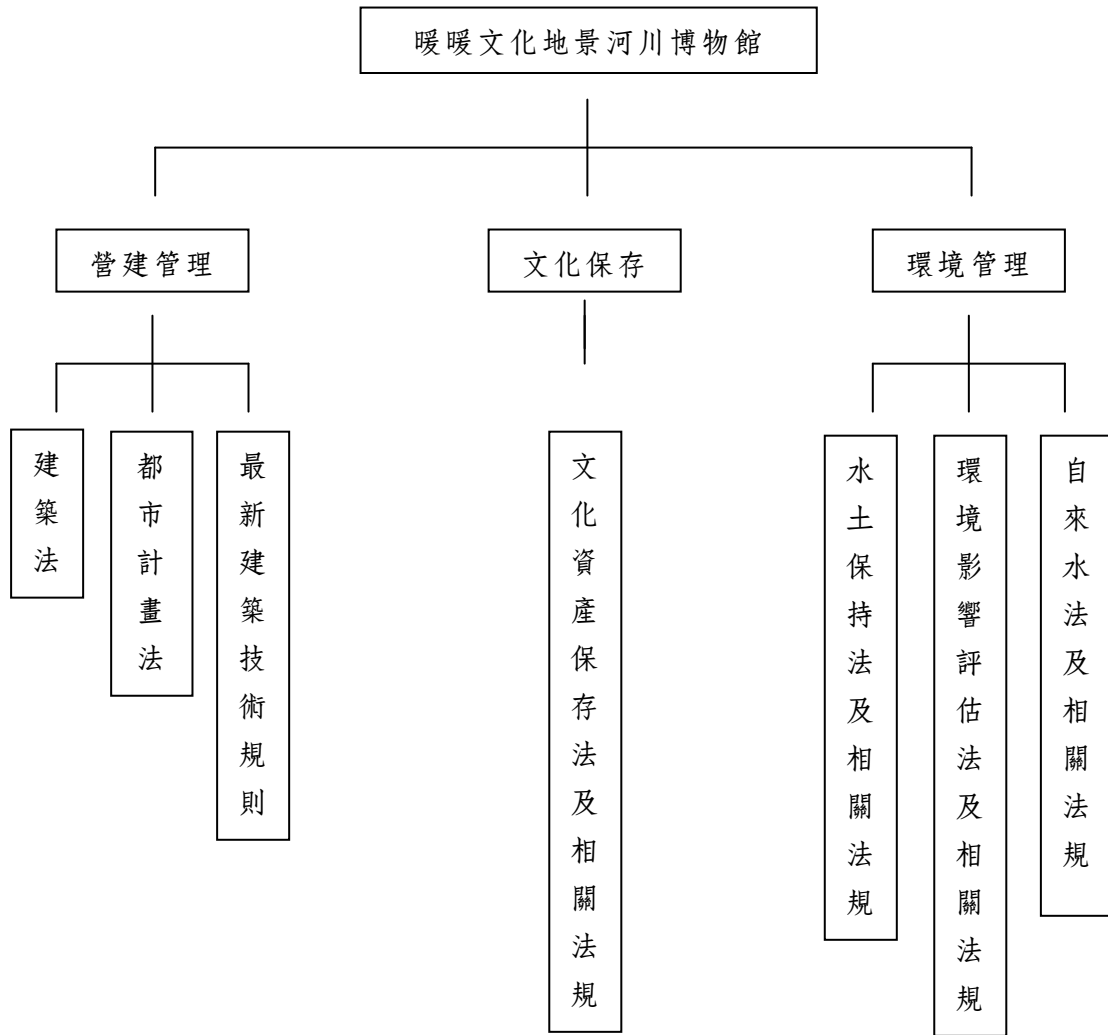 暖暖文化地景河川博物館
營建管理
文化保存
環境管理
建築法
都市計畫法
最新建築技術規則
文化資產保存法及相關法規
水土保持法及相關法規
環境影響評估法及相關法規
自來水法及相關法規